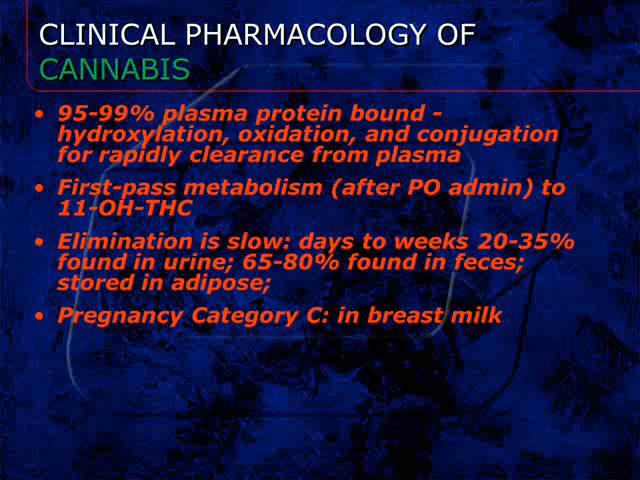 CLINICAL PHARMACOLOGY OF
CANNABIS
• 95-99% plasma protein bound -
hydroxylation, oxidation, and conjugation
for rapidly clearance from plasma
• First-pass metabolism (after PO admin) to
11-OH-THC
• Elimination is slow: days to weeks 20-35%
found in urine; 65-80% found in feces;
stored in adipose;
• Pregnancy Category C: in breast milk